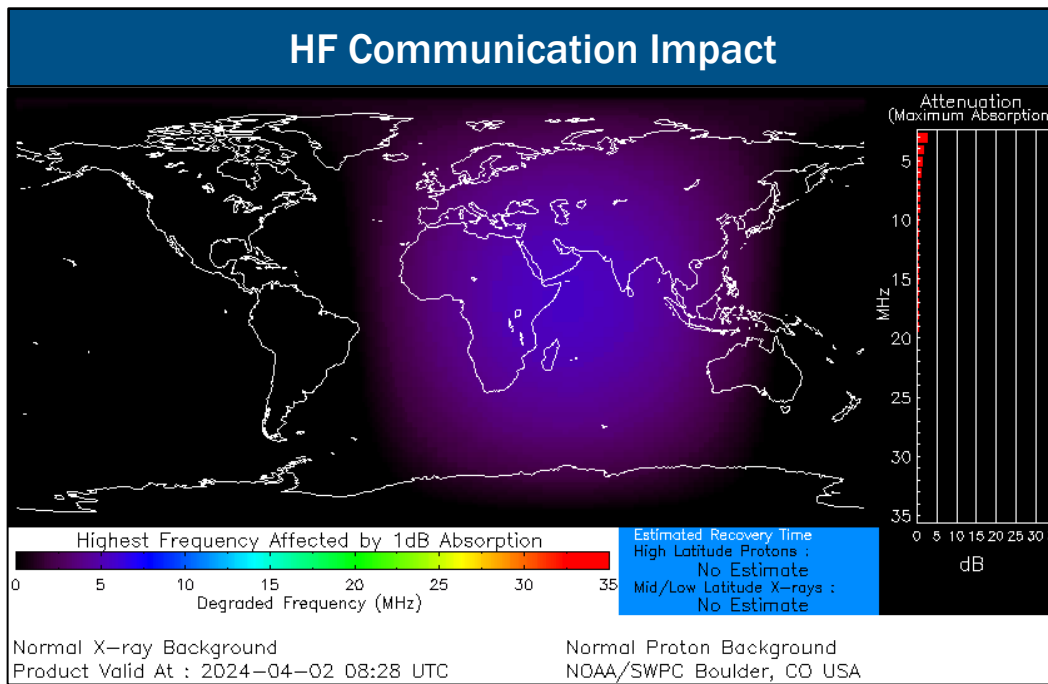 HF Communication Impact
Attenuation
(Maximum Absorption
5
10
15
20
25
30
35
MHz
0 5 10 15 20 25 30
dB
Highest Frequency Affected by 1dB Absorption
0 5 10 15 20 25 30 35
Degraded Frequency (MHz)
Estimated Recovery Time
High Latitude Protons :
No Estimate
Mid/Low Latitude X-rays :
No Estimate
Normal X-ray Background
Product Valid At : 2024-04-02 08:28 UTC
Normal Proton Background
NOAA/SWPC Boulder, CO USA